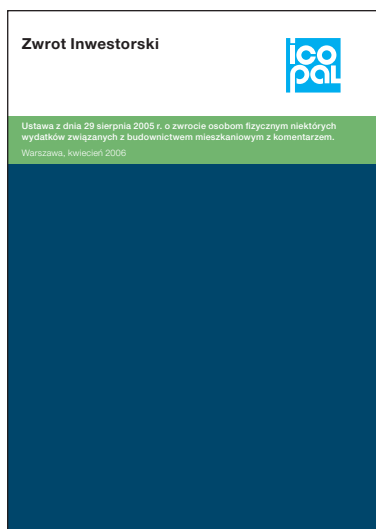 Zwrot Inwestorski
ico
pal
Ustawa z dnia 29 sierpnia 2005 r. o zwrocie osobom fizycznym niektórych
wydatków związanych z budownictwem mieszkaniowym z komentarzem.
Warszawa, kwiecień 2006